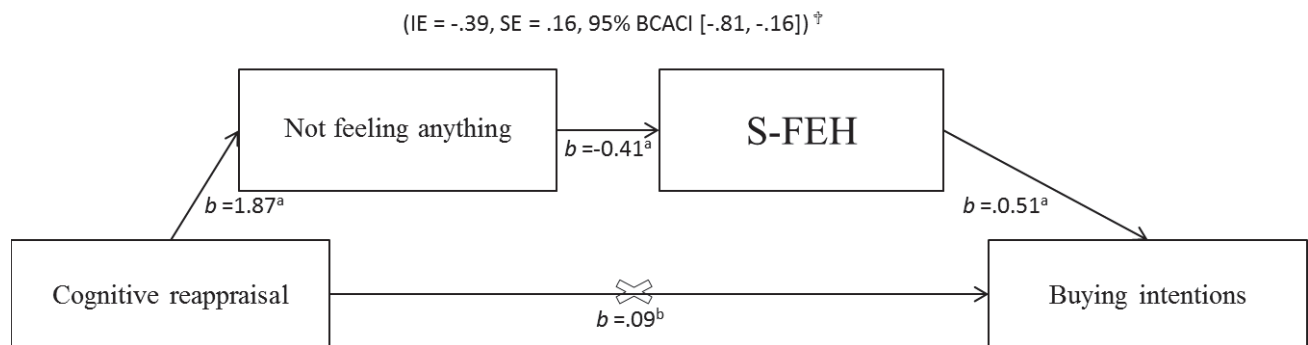 (IE = -.39, SE = .16, 95% BCACI [-.81, -.16]) †
Not feeling anything
S-FEH
b =-0.41ª
b =1.87ª
b =.0.51ª
Cognitive reappraisal
Buying intentions
b =.09ᵇ